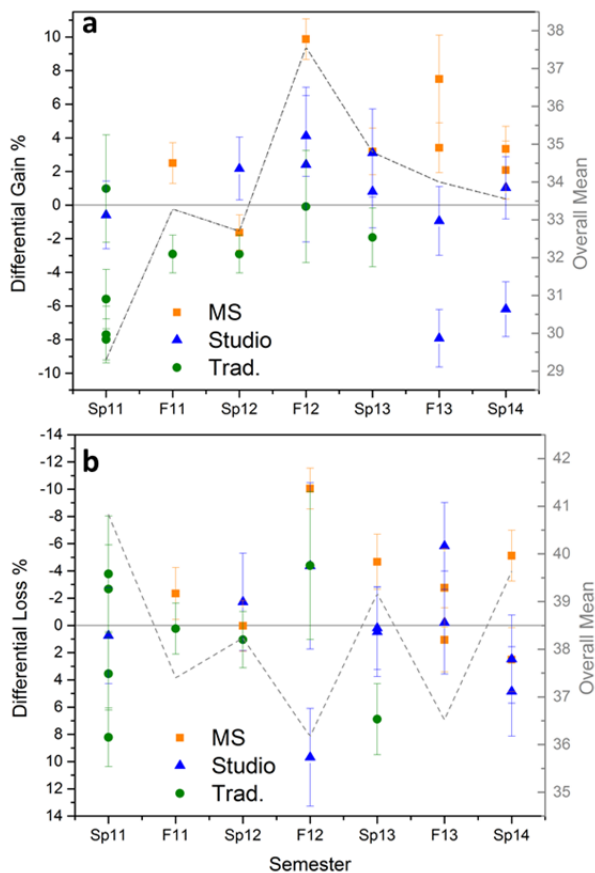 a
Differential Gain %
10
8
6
4
2
0
-2
-4
-6
-8
-10
38
37
36
35
34
33
32
31
30
29
Overall Mean
MS
Studio
Trad.
Sp11 F11 Sp12 F12 Sp13 F13 Sp14
b
Differential Loss %
-14
-12
-10
-8
-6
-4
-2
0
2
4
6
8
10
12
14
42
41
40
39
38
37
36
35
Overall Mean
MS
Studio
Trad.
Sp11 F11 Sp12 F12 Sp13 F13 Sp14
Semester